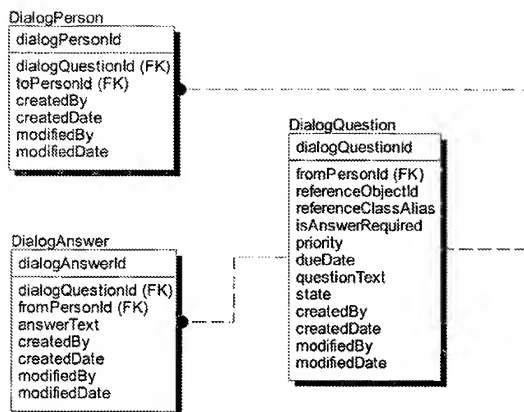 DialogPerson
dialogPersonId
dialogQuestionId (FK)
toPersonId (FK)
createdBy
createdDate
modifiedBy
modifiedDate
DialogQuestion
dialogQuestionId
fromPersonId (FK)
referenceObjectId
referenceClassAlias
isAnswerRequired
priority
dueDate
questionText
state
createdBy
createdDate
modifiedBy
modifiedDate
DialogAnswer
dialogAnswerId
dialogQuestionId (FK)
fromPersonId (FK)
answerText
createdBy
createdDate
modifiedBy
modifiedDate